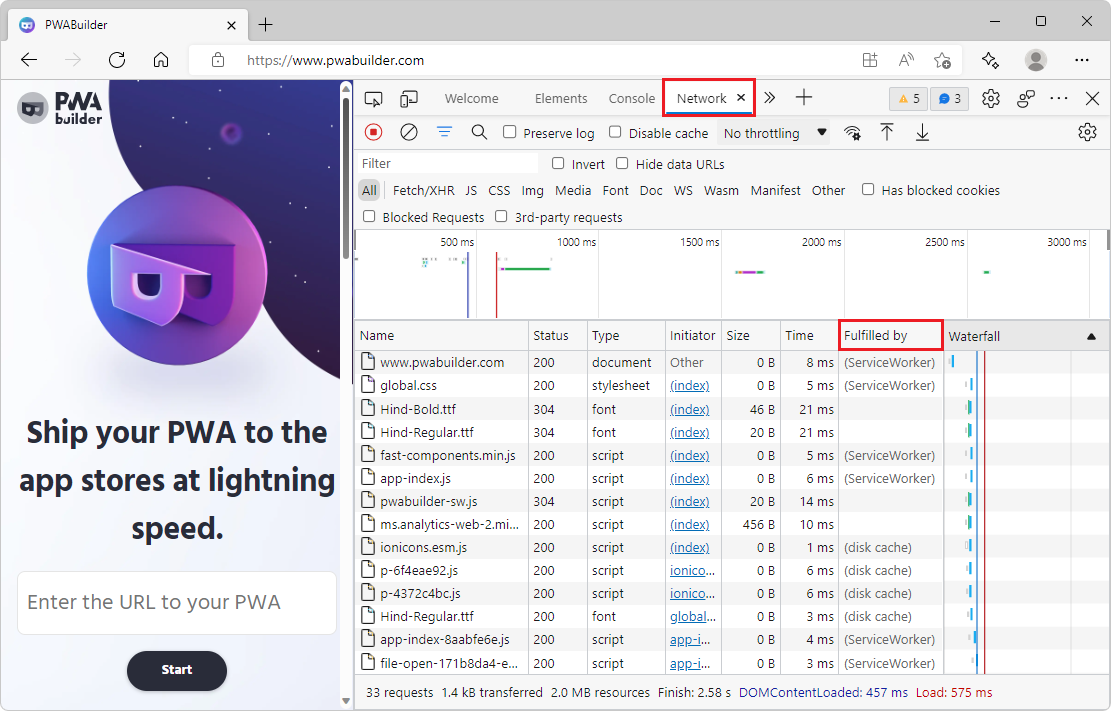 PWABuilder
https://www.pwabuilder.com
PWA
builder
Ship your PWA to the
app stores at lightning
speed.
Enter the URL to your PWA
Start
Welcome Elements Console Network 5 3
Preserve log Disable cache No throttling
Filter Invert Hide data URLs
All Fetch/XHR JS CSS Img Media Font Doc WS Wasm Manifest Other Has blocked cookies
Blocked Requests 3rd-party requests
500 ms 1000 ms 1500 ms 2000 ms 2500 ms 3000 ms
Name Status Type Initiator Size Time Fulfilled by Waterfall
www.pwabuilder.com 200 document Other 0 B 8 ms (ServiceWorker)
global.css 200 stylesheet (index) 0 B 5 ms (ServiceWorker)
Hind-Bold.ttf 304 font (index) 46 B 21 ms
Hind-Regular.ttf 304 font (index) 20 B 21 ms
fast-components.min.js 200 script (index) 0 B 5 ms (ServiceWorker)
app-index.js 200 script (index) 0 B 6 ms (ServiceWorker)
pwabuilder-sw.js 304 script (index) 20 B 14 ms
ms.analytics-web-2.mi... 200 script (index) 456 B 10 ms
ionicons.esm.js 200 script (index) 0 B 1 ms (disk cache)
p-6f4eae92.js 200 script ionico... 0 B 6 ms (disk cache)
p-4372c4bc.js 200 script ionico... 0 B 6 ms (disk cache)
Hind-Regular.ttf 200 font global... 0 B 3 ms (disk cache)
app-index-8aabfe6e.js 200 script app-i... 0 B 4 ms (ServiceWorker)
file-open-171b8da4-e... 200 script app-i... 0 B 3 ms (ServiceWorker)
33 requests 1.4 kB transferred 2.0 MB resources Finish: 2.58 s DOMContentLoaded: 457 ms Load: 575 ms